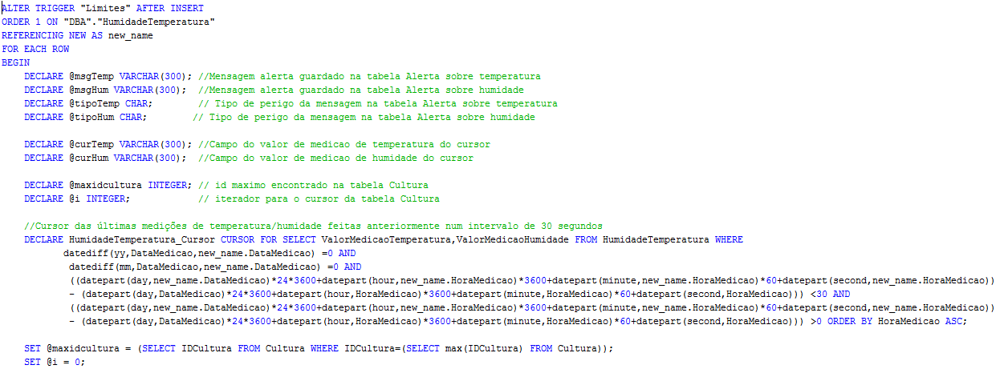 ALTER TRIGGER "Limites" AFTER INSERT
ORDER 1 ON "DBA"."HumidadeTemperatura"
REFERENCING NEW AS new_name
FOR EACH ROW
BEGIN
DECLARE @msgTemp VARCHAR(300); //Mensagem alerta guardado na tabela Alerta sobre temperatura
DECLARE @msgHum VARCHAR(300); //Mensagem alerta guardado na tabela Alerta sobre humidade
DECLARE @tipoTemp CHAR; // Tipo de perigo da mensagem na tabela Alerta sobre temperatura
DECLARE @tipoHum CHAR; // Tipo de perigo da mensagem na tabela Alerta sobre humidade
DECLARE @curTemp VARCHAR(300); //Campo do valor de medicao de temperatura do cursor
DECLARE @curHum VARCHAR(300); //Campo do valor de medicao de humidade do cursor
DECLARE @maxidcultura INTEGER; // id maximo encontrado na tabela Cultura
DECLARE @i INTEGER; // iterador para o cursor da tabela Cultura
//Cursor das últimas medições de temperatura/humidade feitas anteriormente num intervalo de 30 segundos
DECLARE HumidadeTemperatura_Cursor CURSOR FOR SELECT ValorMedicaoTemperatura,ValorMedicaoHumidade FROM HumidadeTemperatura WHERE
datediff(yy,DataMedicao,new_name.DataMedicao) =0 AND
datediff(mm,DataMedicao,new_name.DataMedicao) =0 AND
((datepart(day,new_name.DataMedicao)*24*3600+datepart(hour,new_name.HoraMedicao)*3600+datepart(minute,new_name.HoraMedicao)*60+datepart(second,new_name.HoraMedicao))
- (datepart(day,DataMedicao)*24*3600+datepart(hour,HoraMedicao)*3600+datepart(minute,HoraMedicao)*60+datepart(second,HoraMedicao))) <30 AND
((datepart(day,new_name.DataMedicao)*24*3600+datepart(hour,new_name.HoraMedicao)*3600+datepart(minute,new_name.HoraMedicao)*60+datepart(second,new_name.HoraMedicao))
- (datepart(day,DataMedicao)*24*3600+datepart(hour,HoraMedicao)*3600+datepart(minute,HoraMedicao)*60+datepart(second,HoraMedicao))) >0 ORDER BY HoraMedicao ASC;
SET @maxidcultura = (SELECT IDCultura FROM Cultura WHERE IDCultura=(SELECT max(IDCultura) FROM Cultura));
SET @i = 0;